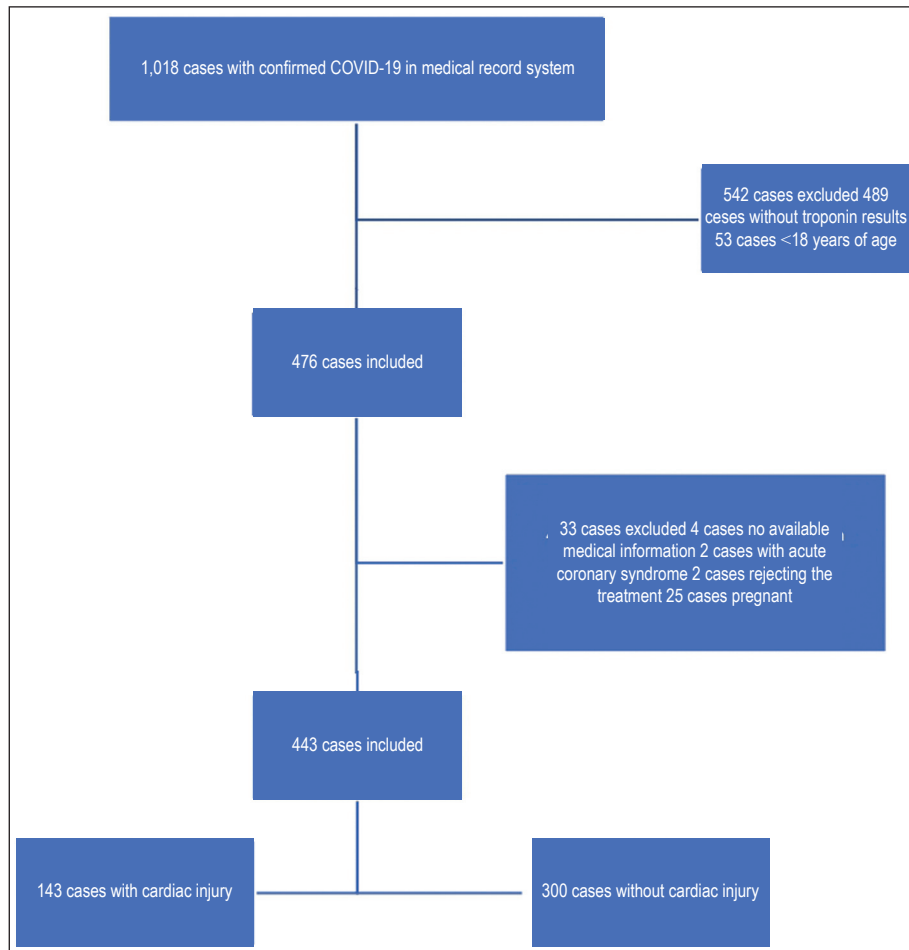 1,018 cases with confirmed COVID-19 in medical record system
542 cases excluded 489
ceses without troponin results
53 cases <18 years of age
476 cases included
33 cases excluded 4 cases no available
medical information 2 cases with acute
coronary syndrome 2 cases rejecting the
treatment 25 cases pregnant
443 cases included
143 cases with cardiac injury
300 cases without cardiac injury